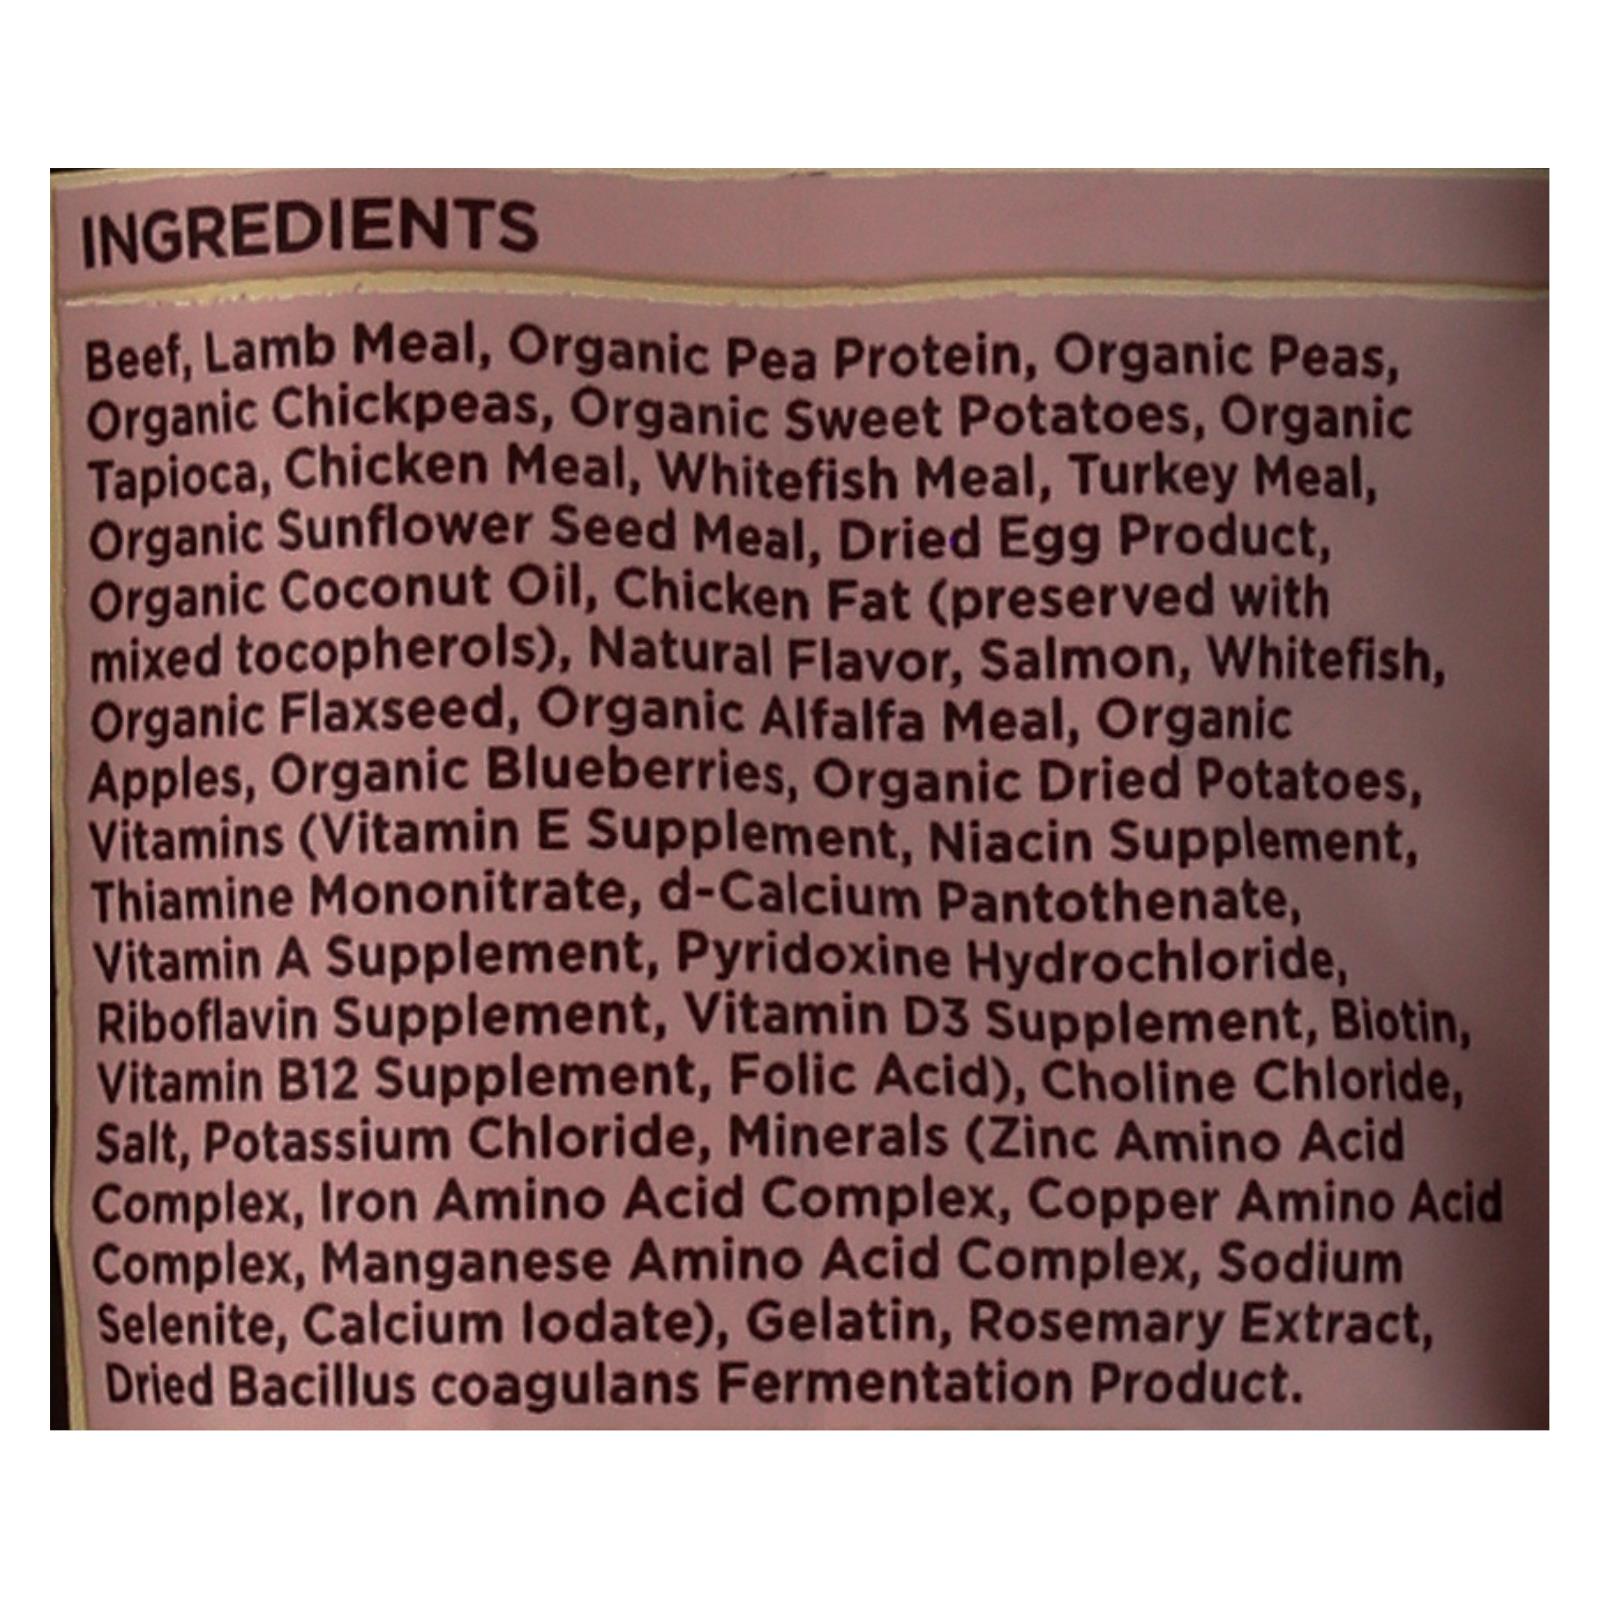 INGREDIENTS
Beef, Lamb Meal, Organic Pea Protein, Organic Peas,
Organic Chickpeas, Organic Sweet Potatoes, Organic
Tapioca, Chicken Meal, Whitefish Meal, Turkey Meal,
Organic Sunflower Seed Meal, Dried Egg Product,
Organic Coconut Oil, Chicken Fat (preserved with
mixed tocopherols), Natural Flavor, Salmon, Whitefish,
Organic Flaxseed, Organic Alfalfa Meal, Organic
Apples, Organic Blueberries, Organic Dried Potatoes,
Vitamins (Vitamin E Supplement, Niacin Supplement,
Thiamine Mononitrate, d-Calcium Pantothenate,
Vitamin A Supplement, Pyridoxine Hydrochloride,
Riboflavin Supplement, Vitamin D3 Supplement, Biotin,
Vitamin B12 Supplement, Folic Acid), Choline Chloride,
Salt, Potassium Chloride, Minerals (Zinc Amino Acid
Complex, Iron Amino Acid Complex, Copper Amino Acid
Complex, Manganese Amino Acid Complex, Sodium
Selenite, Calcium Iodate), Gelatin, Rosemary Extract,
Dried Bacillus coagulans Fermentation Product.